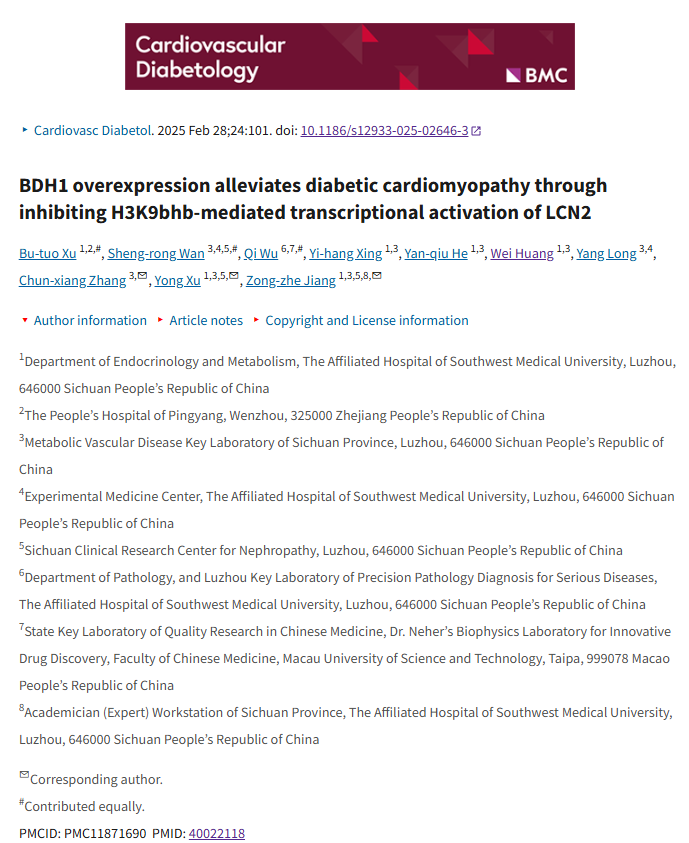 Cardiovascular
Diabetology
BMC
Cardiovasc Diabetol. 2025 Feb 28;24:101. doi: 10.1186/s12933-025-02646-3
BDH1 overexpression alleviates diabetic cardiomyopathy through
inhibiting H3K9bhb-mediated transcriptional activation of LCN2
Bu-tuo Xu 1,2,#, Sheng-rong Wan 3,4,5,#, Qi Wu 6,7,#, Yi-hang Xing 1,3, Yan-qiu He 1,3, Wei Huang 1,3, Yang Long 3,4,
Chun-xiang Zhang 3,✉, Yong Xu 1,3,5,✉, Zong-zhe Jiang 1,3,5,8,✉
Author information Article notes Copyright and License information
1Department of Endocrinology and Metabolism, The Affiliated Hospital of Southwest Medical University, Luzhou,
646000 Sichuan People’s Republic of China
2The People’s Hospital of Pingyang, Wenzhou, 325000 Zhejiang People’s Republic of China
3Metabolic Vascular Disease Key Laboratory of Sichuan Province, Luzhou, 646000 Sichuan People’s Republic of
China
4Experimental Medicine Center, The Affiliated Hospital of Southwest Medical University, Luzhou, 646000 Sichuan
People’s Republic of China
5Sichuan Clinical Research Center for Nephropathy, Luzhou, 646000 Sichuan People’s Republic of China
6Department of Pathology, and Luzhou Key Laboratory of Precision Pathology Diagnosis for Serious Diseases,
The Affiliated Hospital of Southwest Medical University, Luzhou, 646000 Sichuan People’s Republic of China
7State Key Laboratory of Quality Research in Chinese Medicine, Dr. Neher’s Biophysics Laboratory for Innovative
Drug Discovery, Faculty of Chinese Medicine, Macau University of Science and Technology, Taipa, 999078 Macao
People’s Republic of China
8Academician (Expert) Workstation of Sichuan Province, The Affiliated Hospital of Southwest Medical University,
Luzhou, 646000 Sichuan People’s Republic of China
✉Corresponding author.
#Contributed equally.
PMCID: PMC11871690 PMID: 40022118